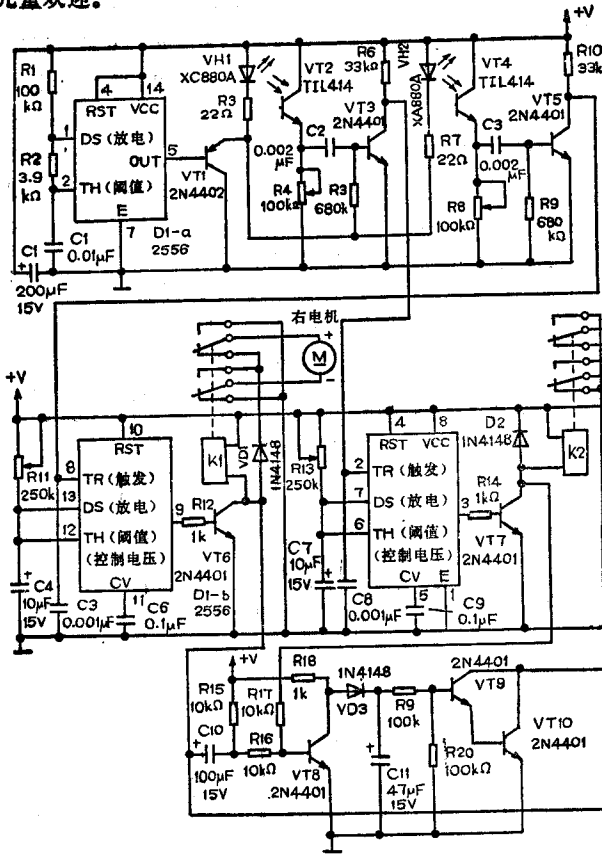 +V
R1
100
kΩ
4
14
RST
VCC
1
DS (放电)
OUT
5
R2
3.9
kΩ
2
TH (阈值)
E
7
D1-a
2556
C1
0.01μF
C1
200μF
15V
VH1
XC880A
R3
22Ω
VT1
2N4402
VT2
TIL414
C2
0.002
μF
R4
100kΩ
R3
680k
R6
33kΩ
VT3
2N4401
VH2
XA880A
R7
22Ω
VT4
TIL414
C3
0.002
μF
R8
100kΩ
R9
680
kΩ
VT5
2N4401
R10
33k
右电机
+
M
-
+V
10
RST
R11
250k
8
TR (触发)
13
DS (放电)
12
TH (阈值)
(控制电压)
CV
11
9
R12
1k
VT6
2N4401
D1-b
2556
C4
10μF
15V
C3
0.001μF
C6
0.1μF
K1
VD1
1N4148
R13
250k
4
8
RST
VCC
2
TR (触发)
7
DS (放电)
6
TH (阈值)
(控制电压)
CV
E
5
1
3
R14
1kΩ
VT7
2N4401
D2
1N4148
K2
C7
10μF
15V
C8
0.001μF
C9
0.1μF
+V
R15
10kΩ
R17
10kΩ
R18
1k
C10
100μF
15V
R16
10kΩ
VT8
2N4401
1N4148
VD3
C11
47μF
15V
R9
100k
R20
100kΩ
2N4401
VT9
VT10
2N4401